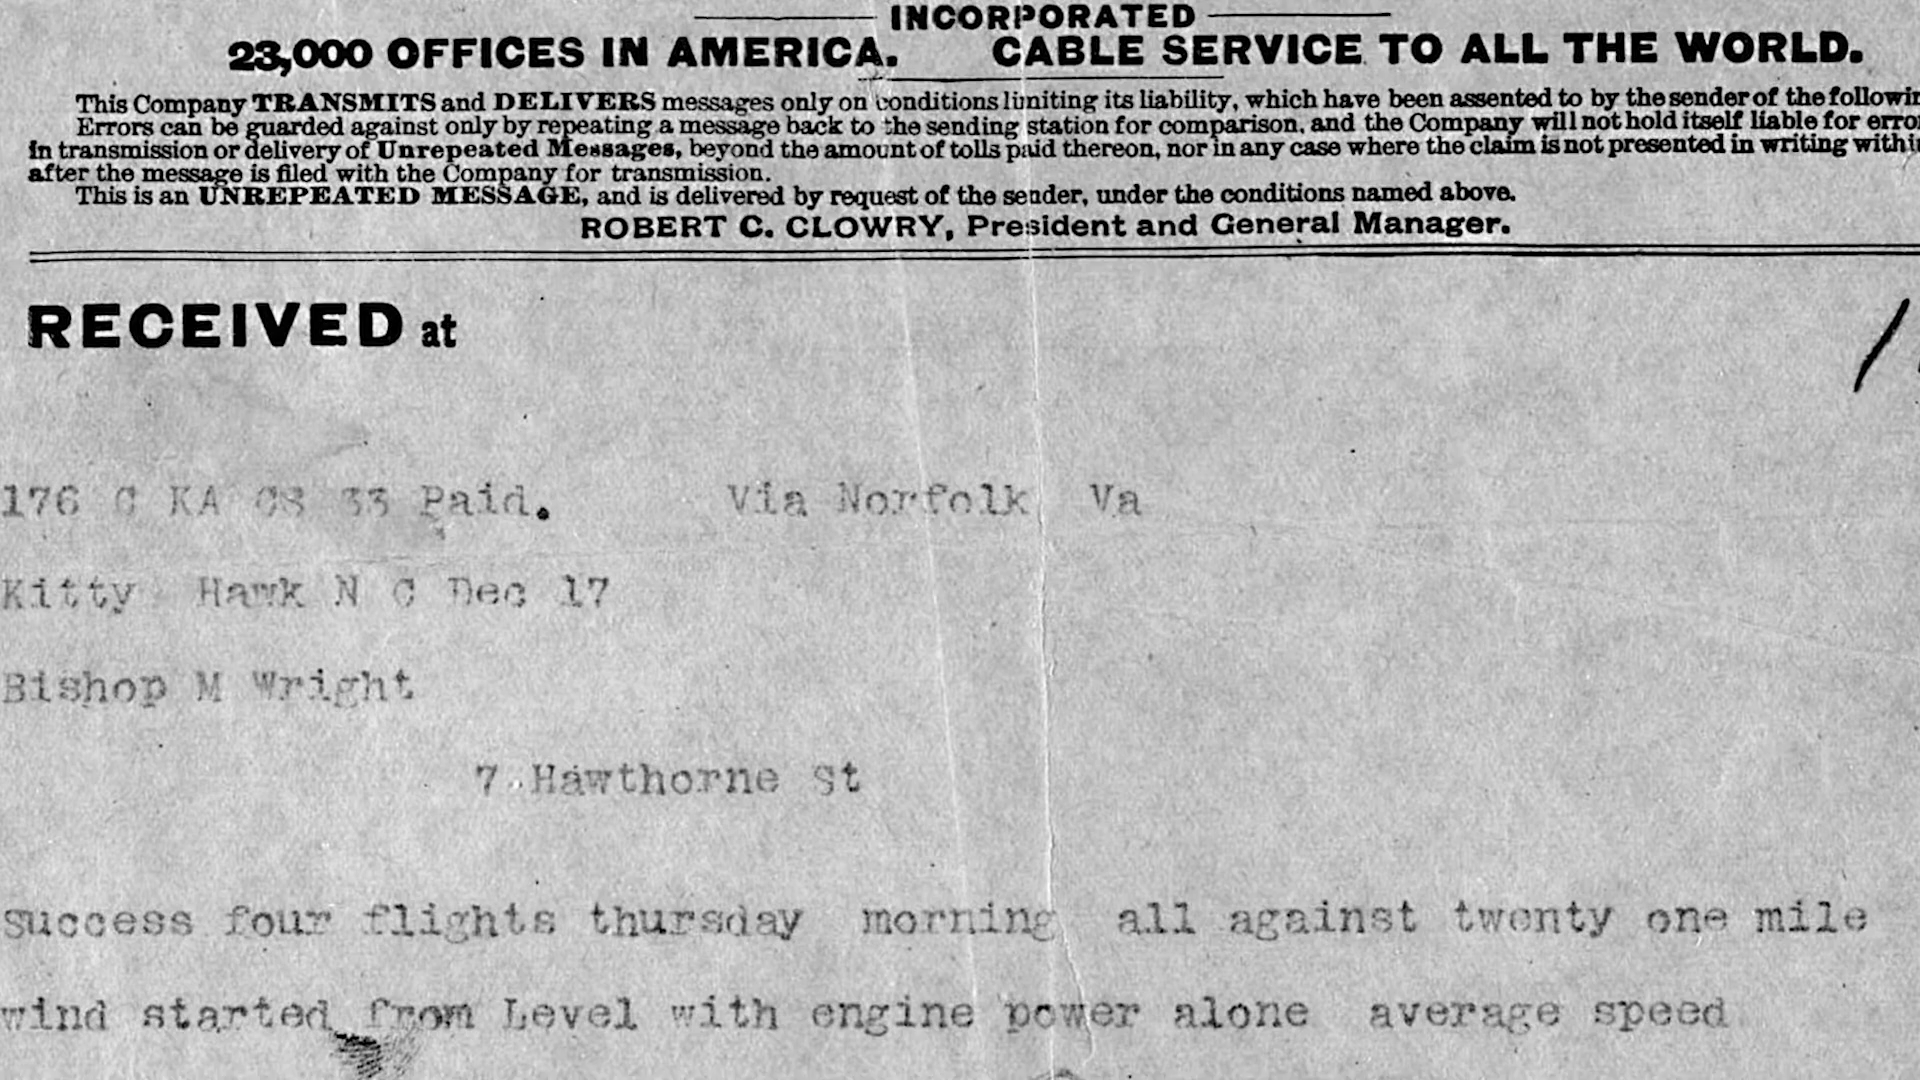 INCORPORATED
23,000 OFFICES IN AMERICA. CABLE SERVICE TO ALL THE WORLD.
This Company TRANSMITS and DELIVERS messages only on conditions limiting its liability, which have been assented to by the sender of the followin
Errors can be guarded against only by repeating a message back to the sending station for comparison, and the Company will not hold itself liable for erro
in transmission or delivery of Unrepeated Messages, beyond the amount of tolls paid thereon, nor in any case where the claim is not presented in writing withi
after the message is filed with the Company for transmission.
This is an UNREPEATED MESSAGE, and is delivered by request of the sender, under the conditions named above.
ROBERT C. CLOWRY, President and General Manager.
RECEIVED at
176 C KA CS 33 Paid. Via Norfolk Va
Kitty Hawk N C Dec 17
Bishop M Wright
7 Hawthorne St
success four flights thursday morning all against twenty one mile
wind started from Level with engine power alone average speed